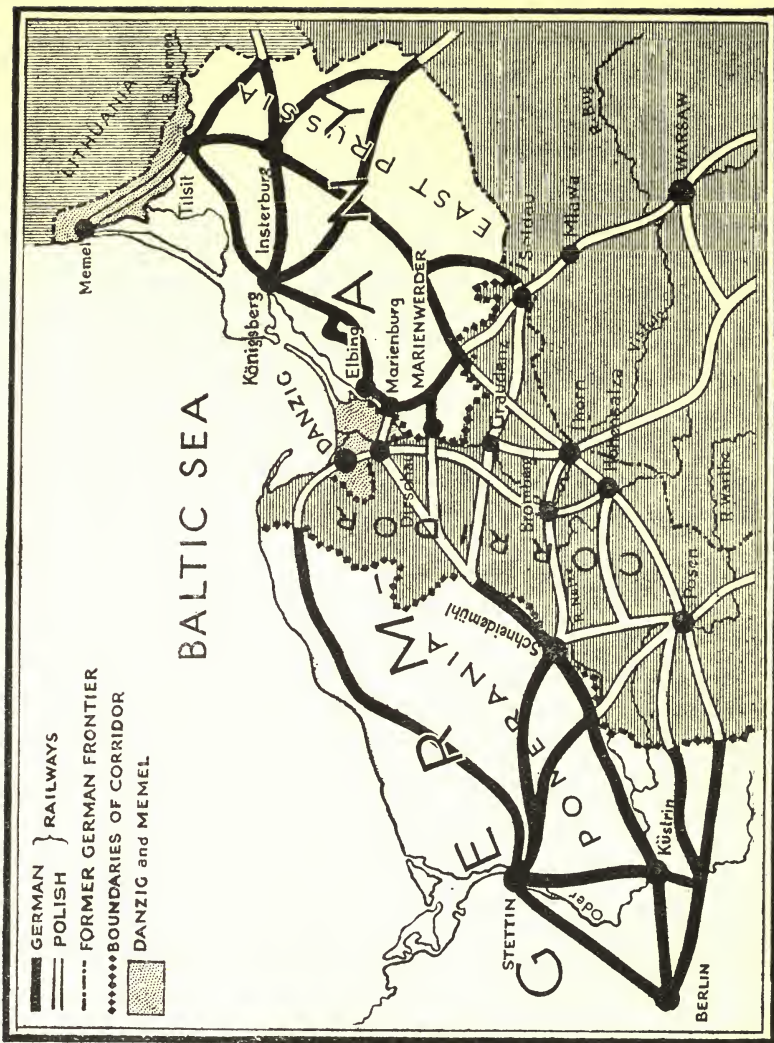 GERMAN
POLISH
} RAILWAYS
FORMER GERMAN FRONTIER
BOUNDARIES OF CORRIDOR
DANZIG and MEMEL
BALTIC SEA
LITHUANIA
R. Niemen
Memel
Tilsit
Insterburg
Königsberg
EAST PRUSSIA
DANZIG
Elbing
Marienburg
MARIENWERDER
Dirschau
Graudenz
Soldau
Mlawa
R. Bug
WARSAW
Vistula
Thorn
Hohensalza
Bromberg
R. Netze
R. Warthe
Posen
CORRIDOR
GERMANY
POMERANIA
Schneidemühl
STETTIN
Oder
Küstrin
BERLIN